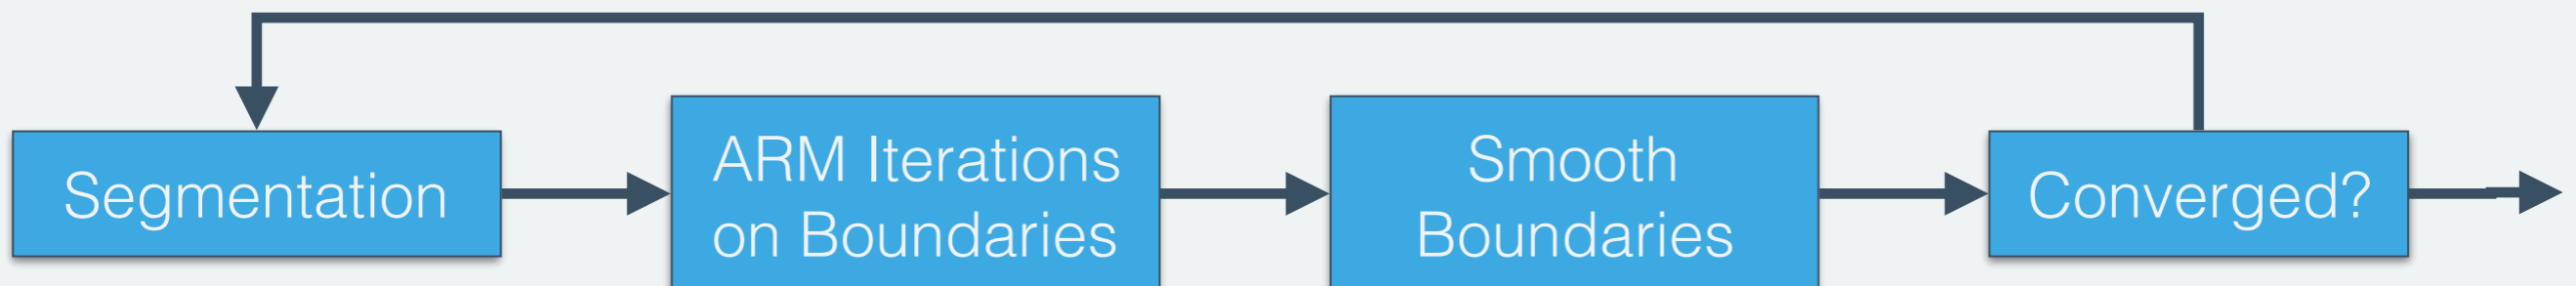 Segmentation
ARM Iterations
on Boundaries
Smooth
Boundaries
Converged?